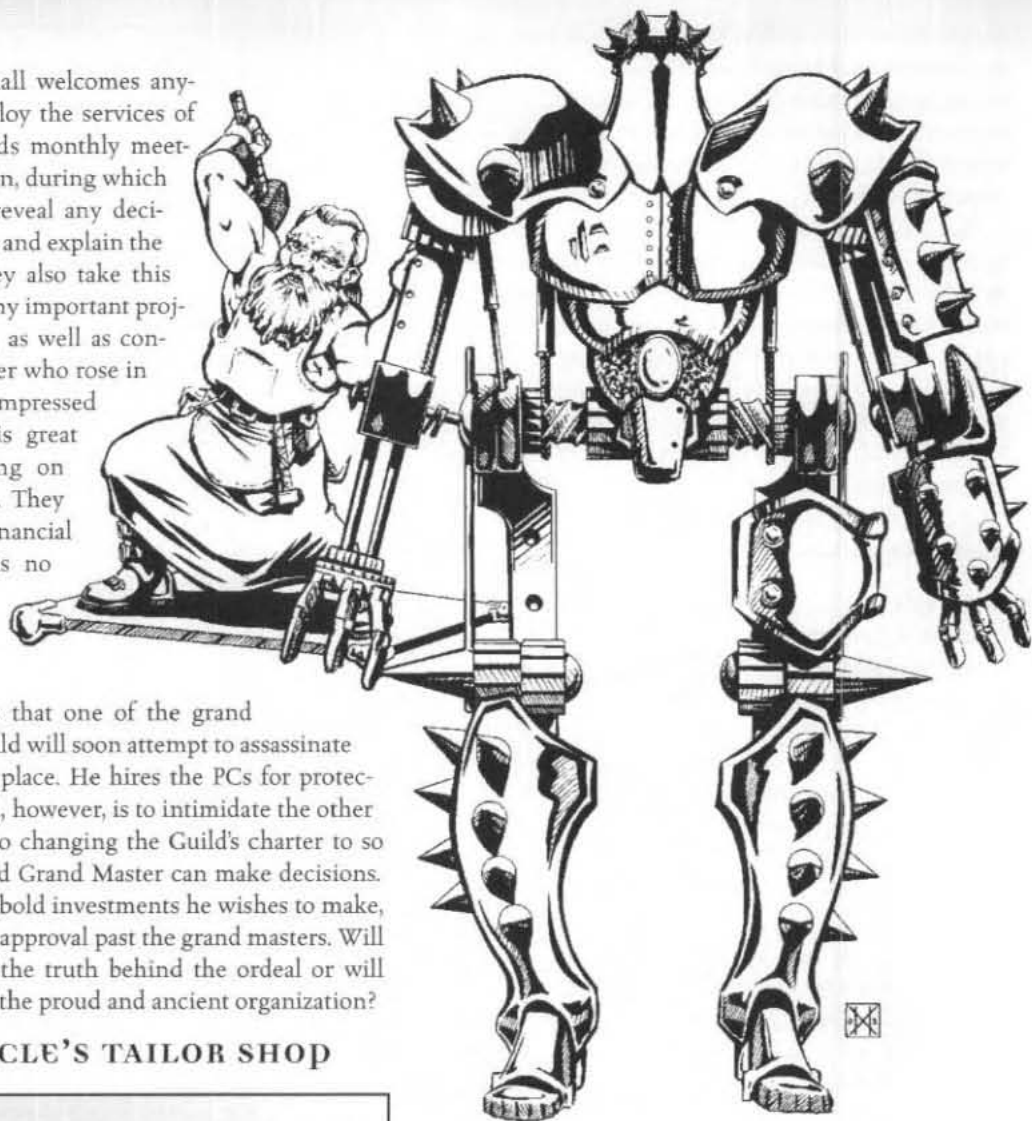 all welcomes any-
loy the services of
ds monthly meet-
n, during which
reveal any deci-
and explain the
ey also take this
ny important proj-
as well as con-
er who rose in
mpressed
is great
ng on
They
nancial
s no
that one of the grand
ld will soon attempt to assassinate
place. He hires the PCs for protec-
, however, is to intimidate the other
o changing the Guild's charter to so
d Grand Master can make decisions.
bold investments he wishes to make,
approval past the grand masters. Will
the truth behind the ordeal or will
the proud and ancient organization?
CLE'S TAILOR SHOP